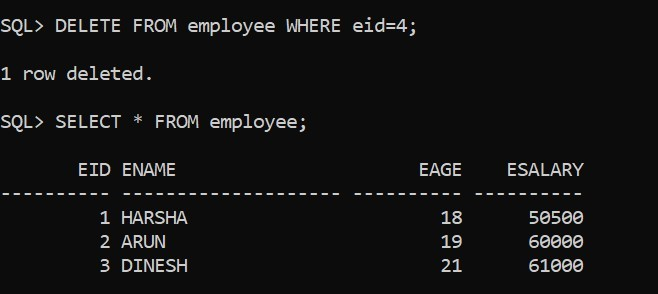 SQL> DELETE FROM employee WHERE eid=4;
1 row deleted.
SQL> SELECT * FROM employee;
       EID ENAME                      EAGE    ESALARY
---------- -------------------- ---------- ----------
         1 HARSHA                       18      50500
         2 ARUN                         19      60000
         3 DINESH                       21      61000